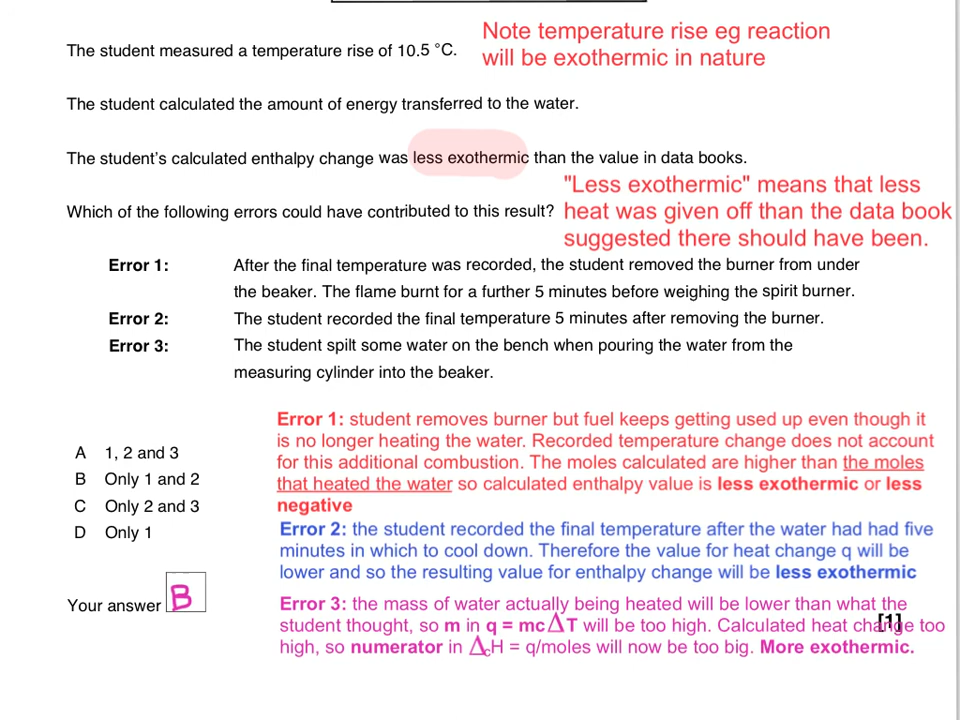 The student measured a temperature rise of 10.5 °C.
Note temperature rise eg reaction
will be exothermic in nature
The student calculated the amount of energy transferred to the water.
The student's calculated enthalpy change was less exothermic than the value in data books.
Which of the following errors could have contributed to this result?
"Less exothermic" means that less
heat was given off than the data book
suggested there should have been.
Error 1: After the final temperature was recorded, the student removed the burner from under
the beaker. The flame burnt for a further 5 minutes before weighing the spirit burner.
Error 2: The student recorded the final temperature 5 minutes after removing the burner.
Error 3: The student spilt some water on the bench when pouring the water from the
measuring cylinder into the beaker.
A 1, 2 and 3
B Only 1 and 2
C Only 2 and 3
D Only 1
Your answer B
[1]
Error 1: student removes burner but fuel keeps getting used up even though it
is no longer heating the water. Recorded temperature change does not account
for this additional combustion. The moles calculated are higher than the moles
that heated the water so calculated enthalpy value is less exothermic or less
negative
Error 2: the student recorded the final temperature after the water had had five
minutes in which to cool down. Therefore the value for heat change q will be
lower and so the resulting value for enthalpy change will be less exothermic
Error 3: the mass of water actually being heated will be lower than what the
student thought, so m in q = mcΔT will be too high. Calculated heat change too
high, so numerator in ΔcH = q/moles will now be too big. More exothermic.